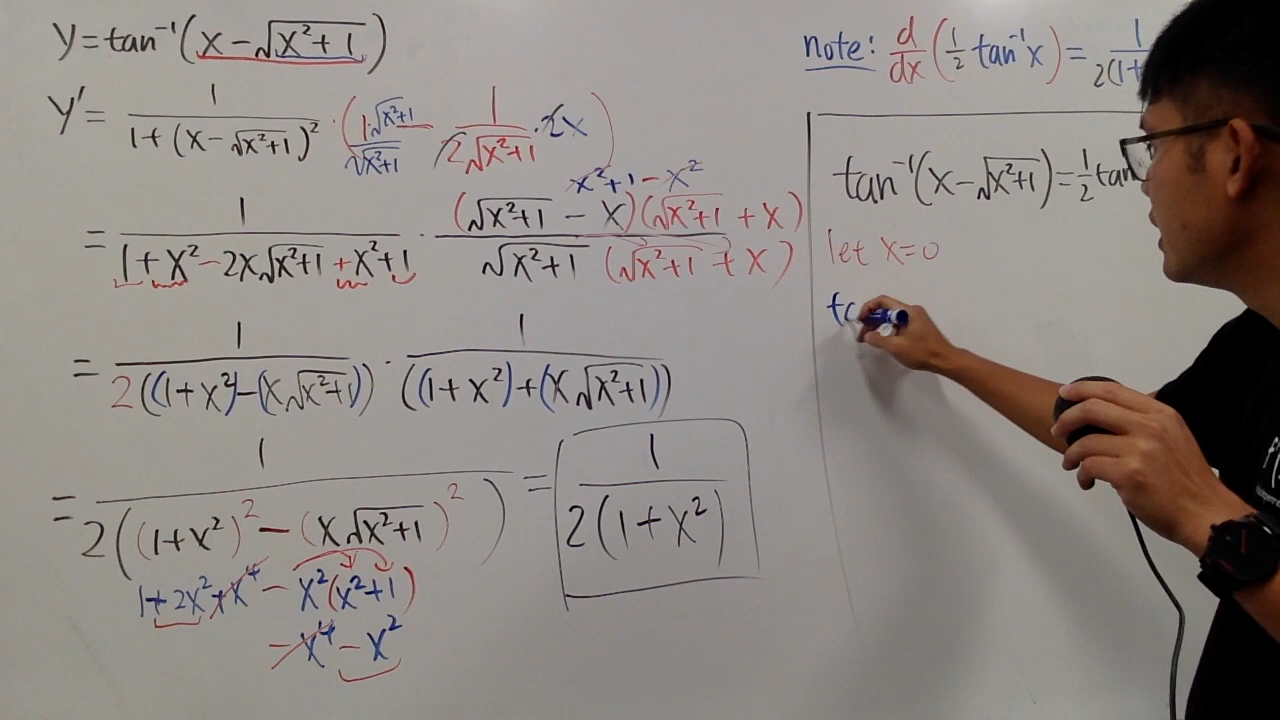 y = tan⁻¹(x − √(x²+1))
y' = 1/(1+(x−√(x²+1))²) · (1·√(x²+1)/√(x²+1) − 1/(2√(x²+1)) · 2x)
x²+1−x²
= 1/(1+x²−2x√(x²+1)+x²+1) · (√(x²+1) − x)(√(x²+1) + x)/(√(x²+1) (√(x²+1) + x))
= 1/(2((1+x²)−(x√(x²+1)))) · 1/((1+x²)+(x√(x²+1)))
= 1/(2((1+x²)² − (x√(x²+1))²)) = 1/(2(1+x²))
1+2x²+x⁴ − x²(x²+1)
−x⁴ − x²
note: d/dx (1/2 tan⁻¹x) = 1/2(1+
tan⁻¹(x−√(x²+1)) = 1/2 tan
let x=0
ta